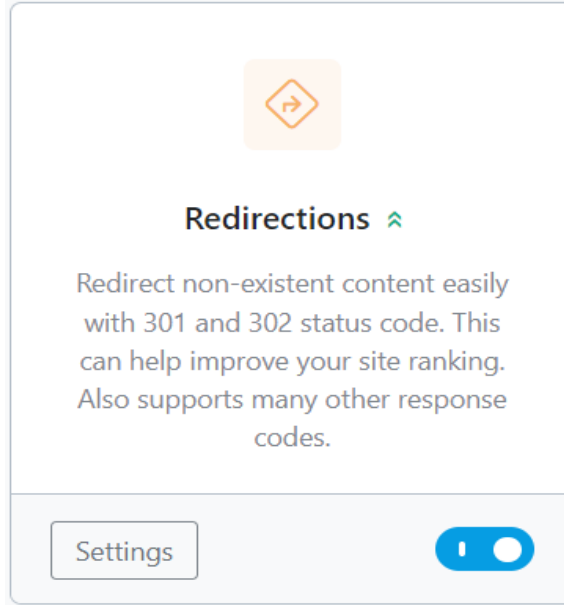 Redirections
Redirect non-existent content easily
with 301 and 302 status code. This
can help improve your site ranking.
Also supports many other response
codes.
Settings